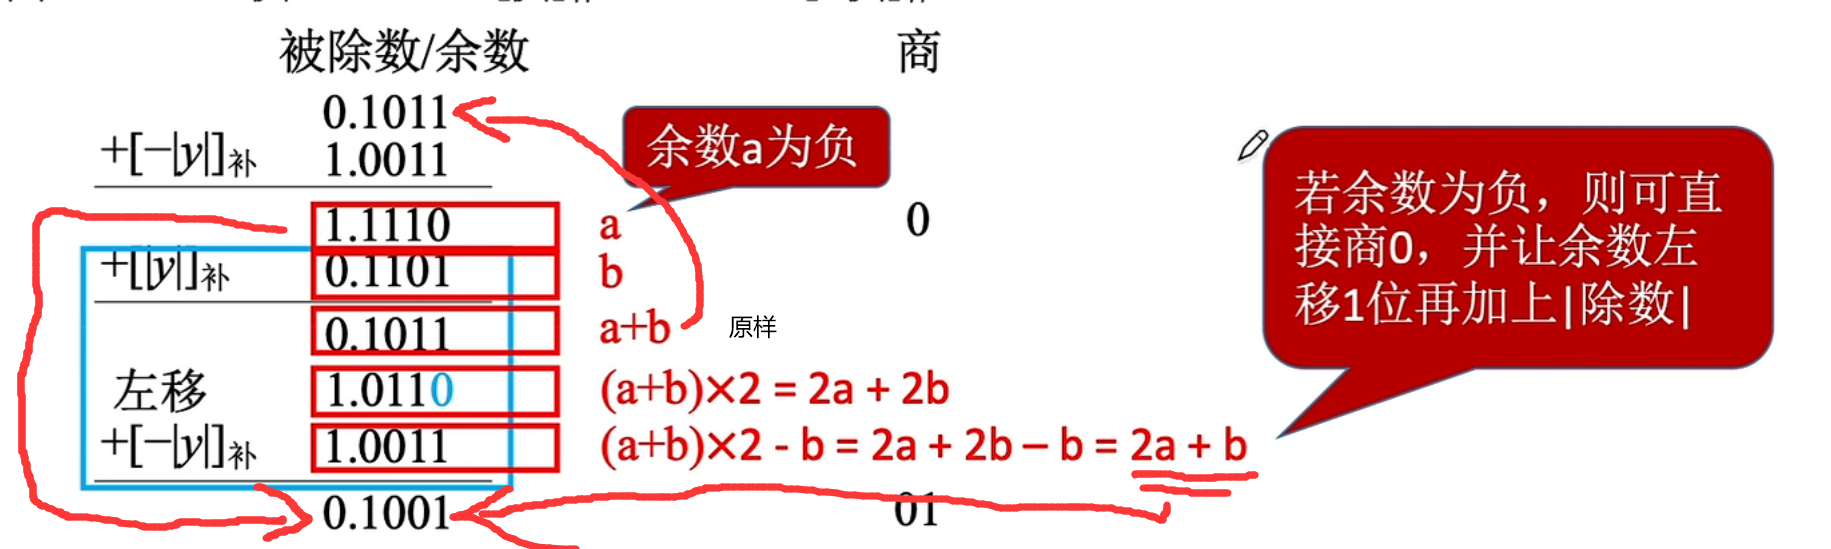 被除数/余数 商
0.1011
+[−|y|]补 1.0011
余数a为负
1.1110 a 0
+[|y|]补 0.1101 b
0.1011 a+b 原样
左移 1.0110 (a+b)×2 = 2a + 2b
+[−|y|]补 1.0011 (a+b)×2 - b = 2a + 2b – b = 2a + b
0.1001 01
若余数为负，则可直
接商0，并让余数左
移1位再加上|除数|